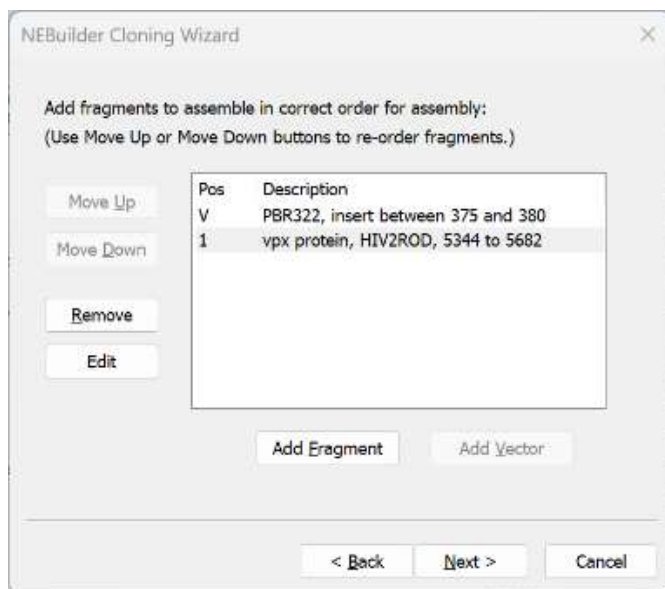 NEBuilder Cloning Wizard
Add fragments to assemble in correct order for assembly:
(Use Move Up or Move Down buttons to re-order fragments.)
Move Up
Move Down
Remove
Edit
Pos Description
V PBR322, insert between 375 and 380
1 vpx protein, HIV2ROD, 5344 to 5682
Add Fragment
Add Vector
< Back
Next >
Cancel